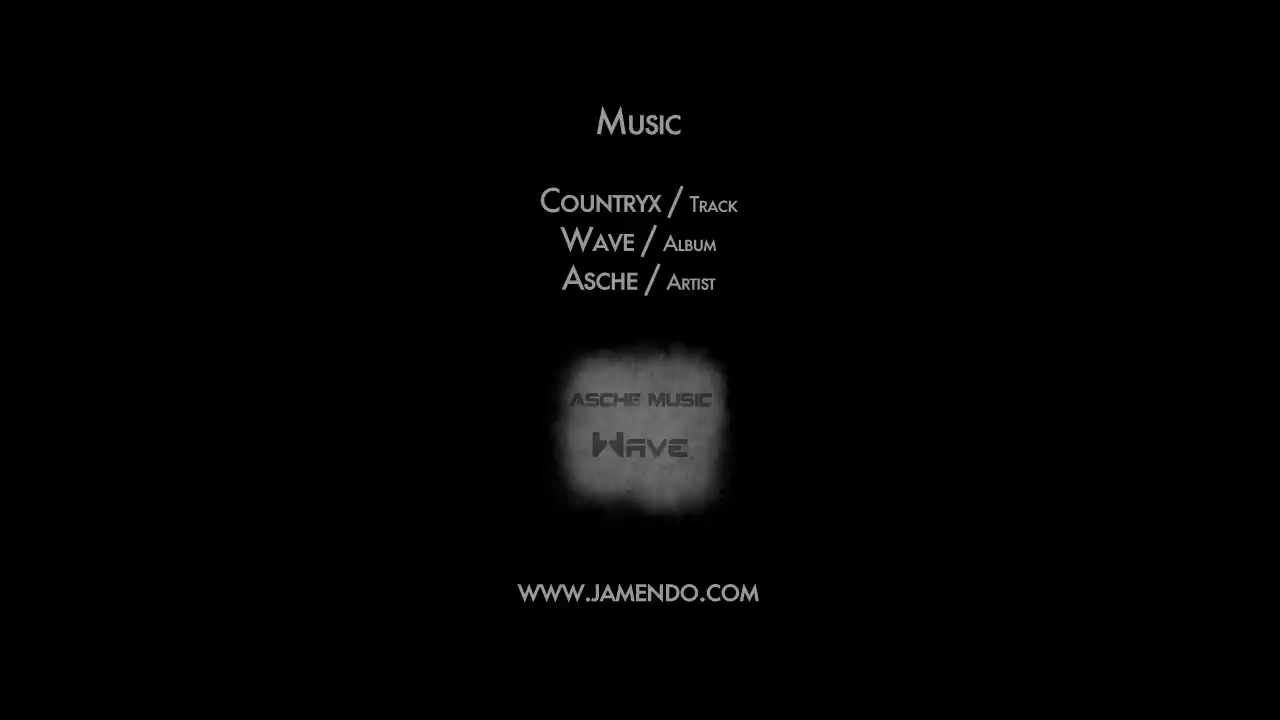 Music
Countryx / Track
Wave / Album
Asche / Artist
ASCHE MUSIC
WAVE
WWW.JAMENDO.COM